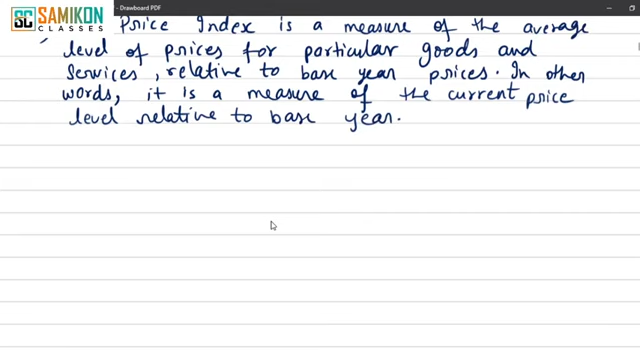 SC SAMIKON
CLASSES
- Drawboard PDF
Price Index is a measure of the average
level of prices for particular goods and
services, relative to base year prices. In other
words, it is a measure of the current price
level relative to base year.